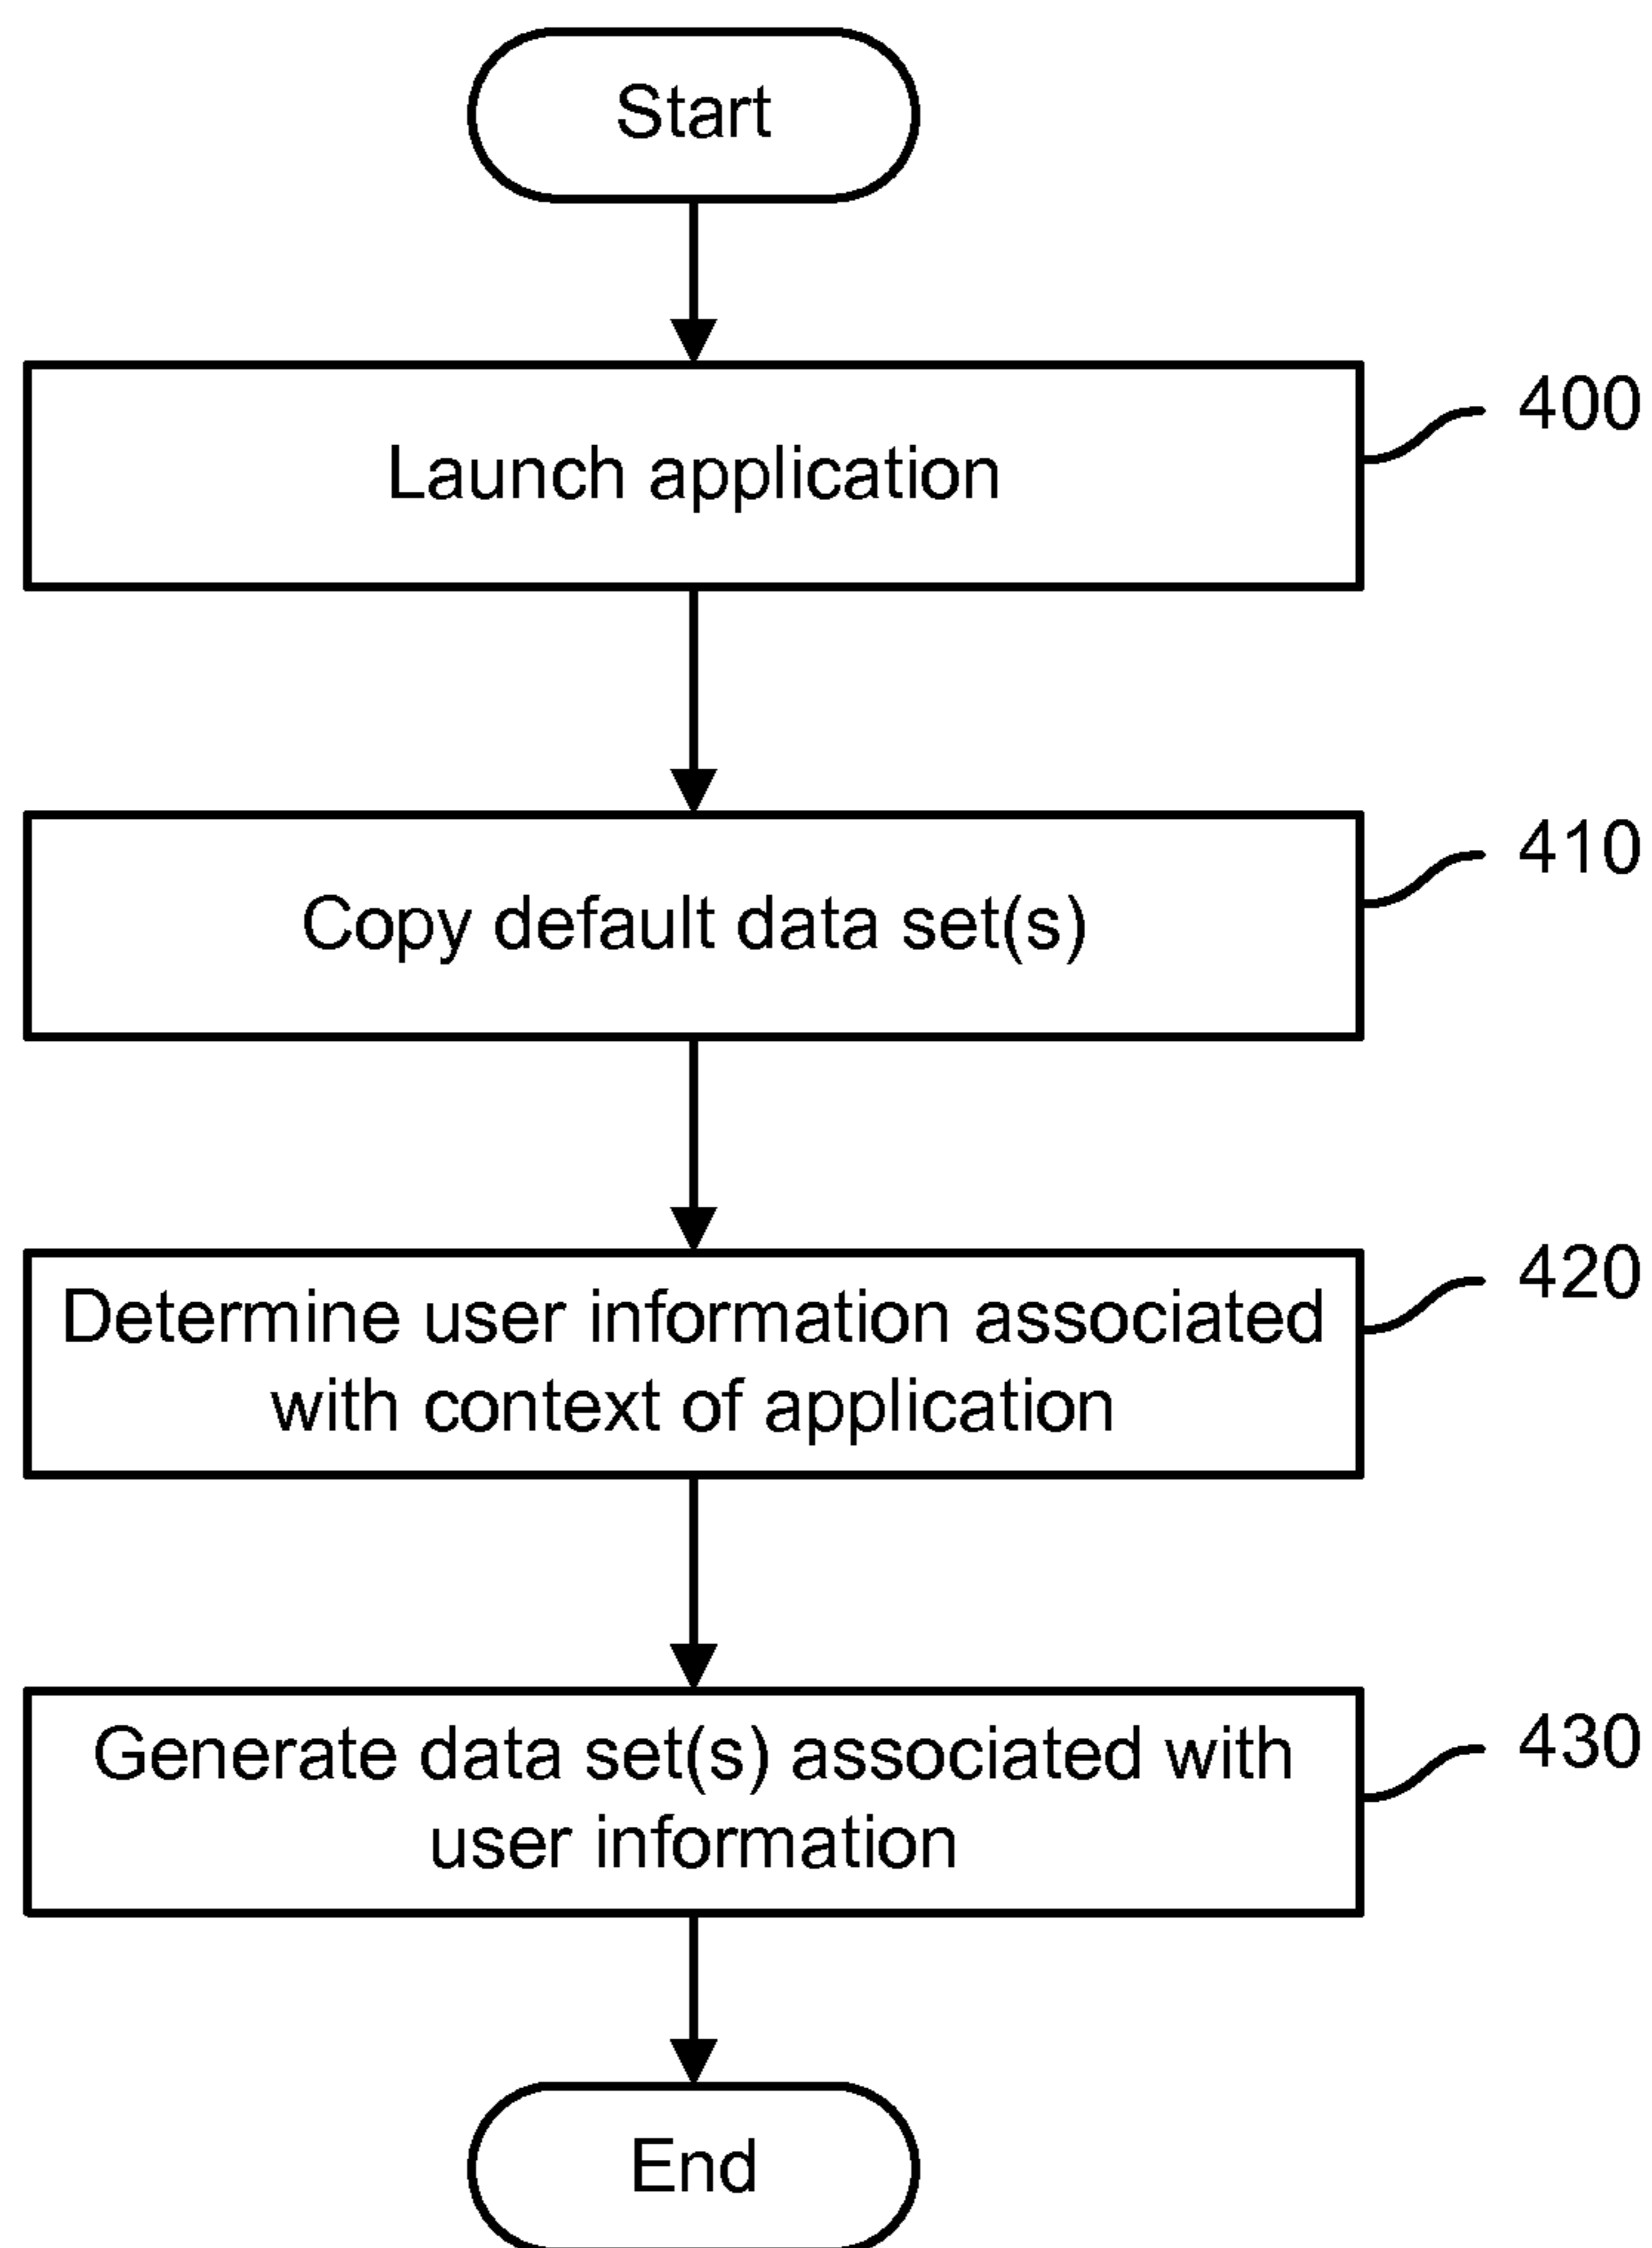 Start
Launch application
400
Copy default data set(s)
410
Determine user information associated
with context of application
420
Generate data set(s) associated with
user information
430
End